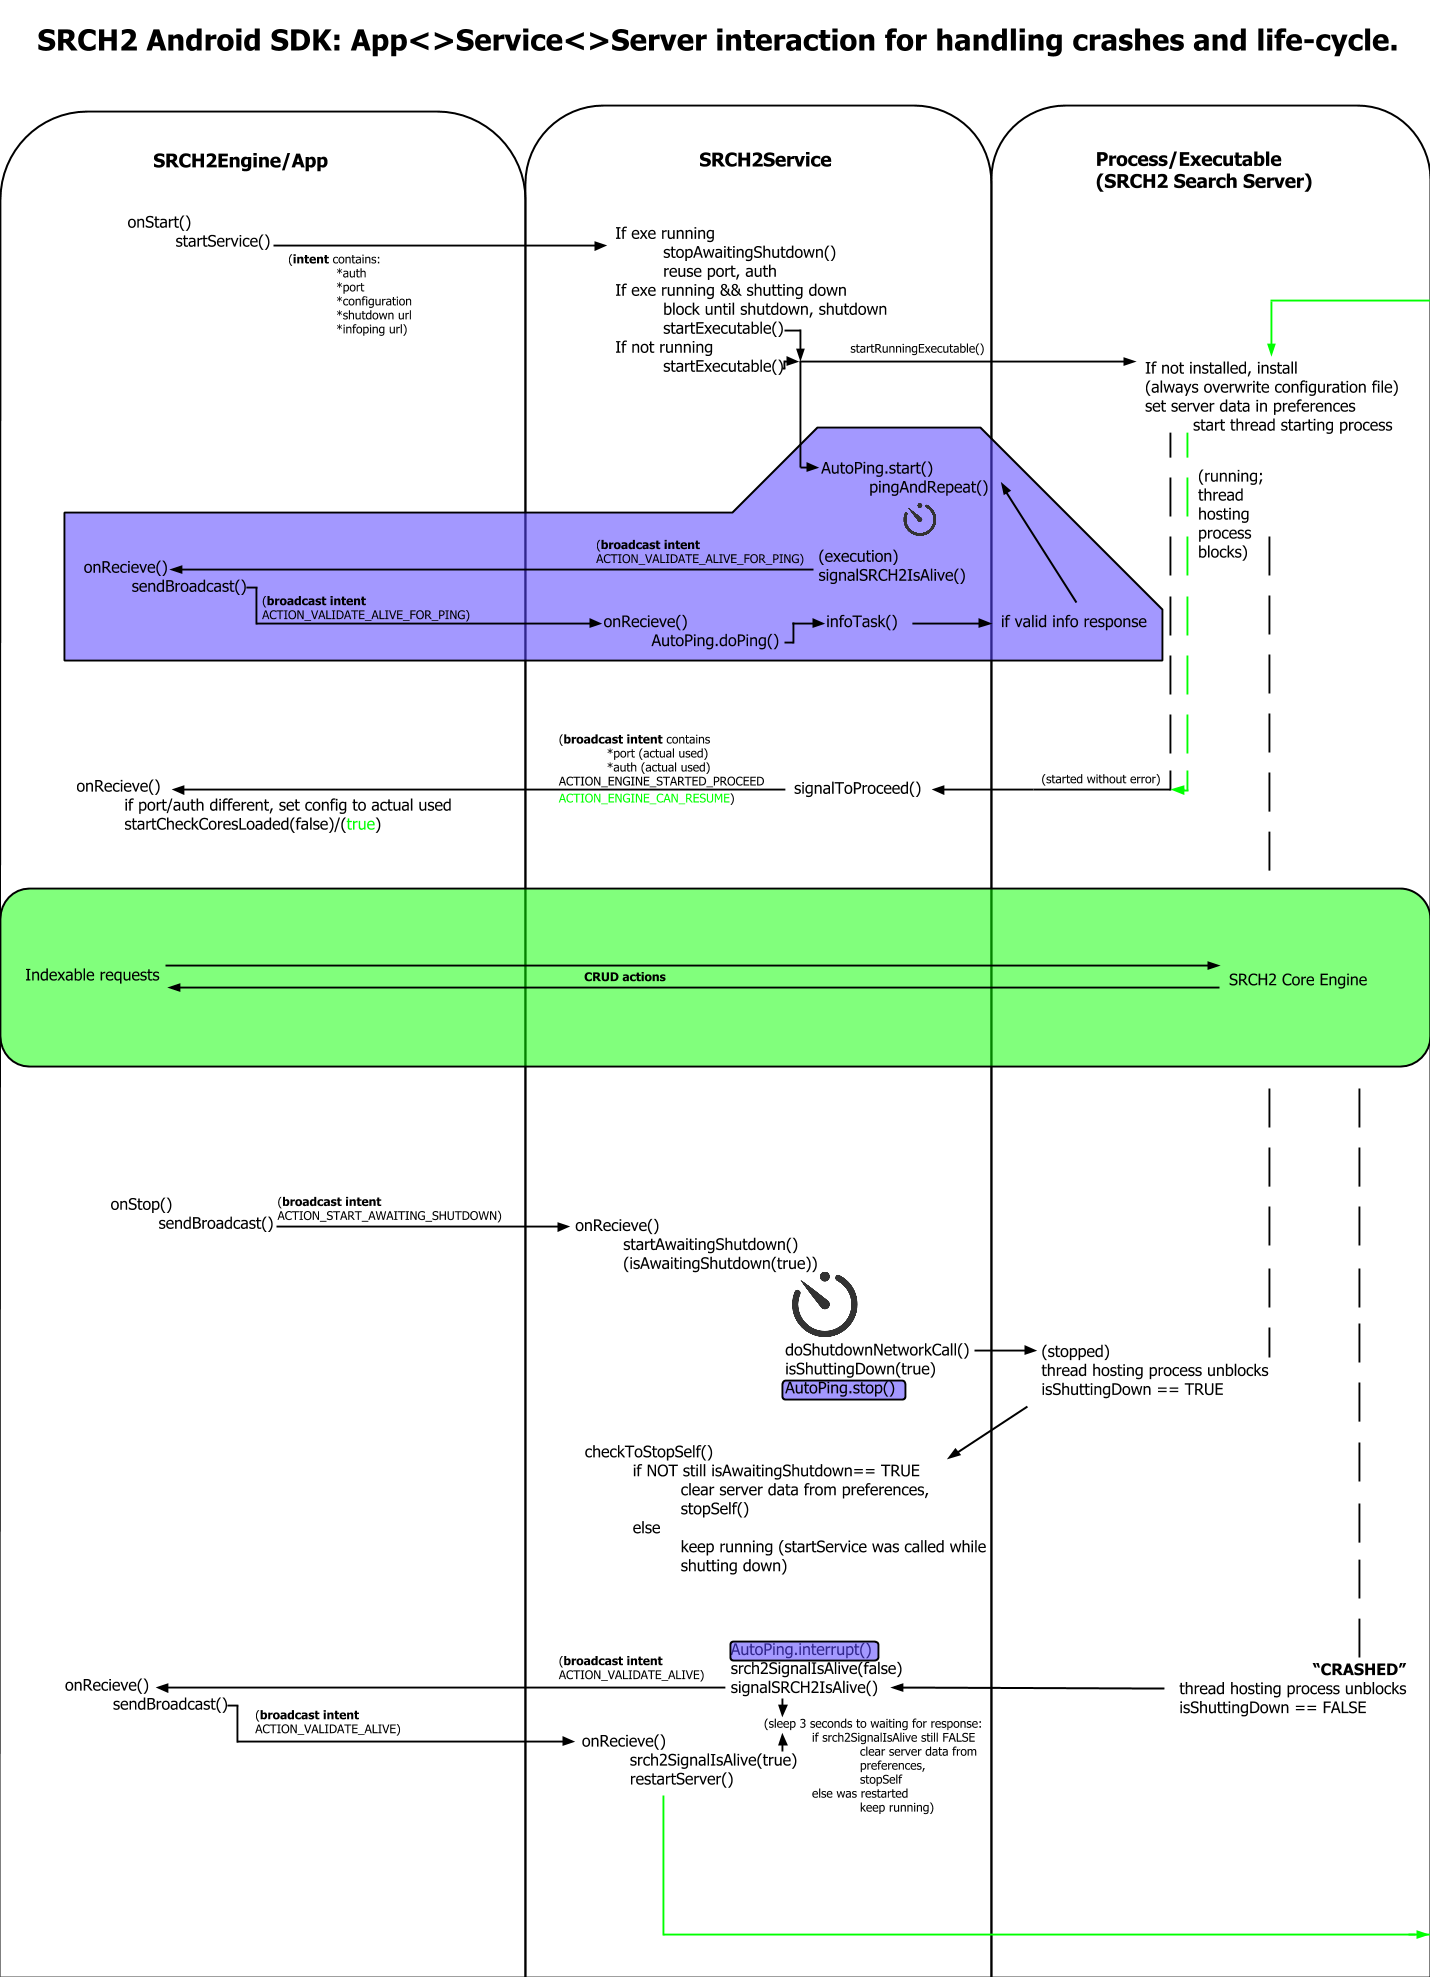 SRCH2 Android SDK: App<>Service<>Server interaction for handling crashes and life-cycle.
SRCH2Engine/App
SRCH2Service
Process/Executable
(SRCH2 Search Server)
onStart()
startService()
(intent contains:
*auth
*port
*configuration
*shutdown url
*infoping url)
If exe running
stopAwaitingShutdown()
reuse port, auth
If exe running && shutting down
block until shutdown, shutdown
startExecutable()
If not running
startExecutable()
startRunningExecutable()
If not installed, install
(always overwrite configuration file)
set server data in preferences
start thread starting process
(running;
thread
hosting
process
blocks)
AutoPing.start()
pingAndRepeat()
(broadcast intent
ACTION_VALIDATE_ALIVE_FOR_PING)
(execution)
signalSRCH2IsAlive()
onRecieve()
sendBroadcast()
(broadcast intent
ACTION_VALIDATE_ALIVE_FOR_PING)
onRecieve()
AutoPing.doPing()
infoTask()
if valid info response
(broadcast intent contains
*port (actual used)
*auth (actual used)
ACTION_ENGINE_STARTED_PROCEED
ACTION_ENGINE_CAN_RESUME)
signalToProceed()
(started without error)
onRecieve()
if port/auth different, set config to actual used
startCheckCoresLoaded(false)/(true)
Indexable requests
CRUD actions
SRCH2 Core Engine
onStop()
sendBroadcast()
(broadcast intent
ACTION_START_AWAITING_SHUTDOWN)
onRecieve()
startAwaitingShutdown()
(isAwaitingShutdown(true))
doShutdownNetworkCall()
isShuttingDown(true)
AutoPing.stop()
(stopped)
thread hosting process unblocks
isShuttingDown == TRUE
checkToStopSelf()
if NOT still isAwaitingShutdown== TRUE
clear server data from preferences,
stopSelf()
else
keep running (startService was called while
shutting down)
AutoPing.interrupt()
srch2SignalIsAlive(false)
signalSRCH2IsAlive()
“CRASHED”
thread hosting process unblocks
isShuttingDown == FALSE
(broadcast intent
ACTION_VALIDATE_ALIVE)
onRecieve()
sendBroadcast()
(broadcast intent
ACTION_VALIDATE_ALIVE)
(sleep 3 seconds to waiting for response:
if srch2SignalIsAlive still FALSE
clear server data from
preferences,
stopSelf
else was restarted
keep running)
onRecieve()
srch2SignalIsAlive(true)
restartServer()